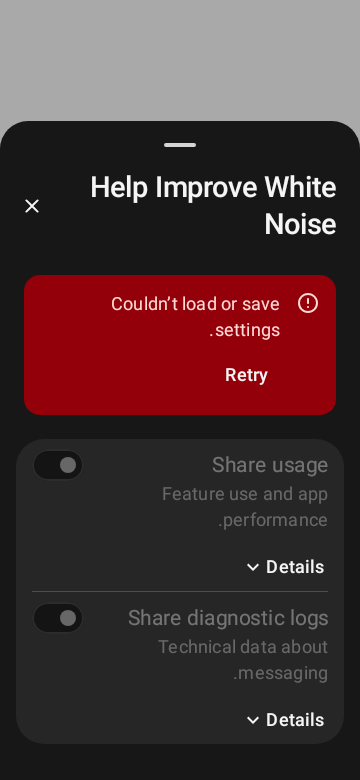 Help Improve White
Noise
Couldn’t load or save
.settings
Retry
Share usage
Feature use and app
.performance
Details
Share diagnostic logs
Technical data about
.messaging
Details